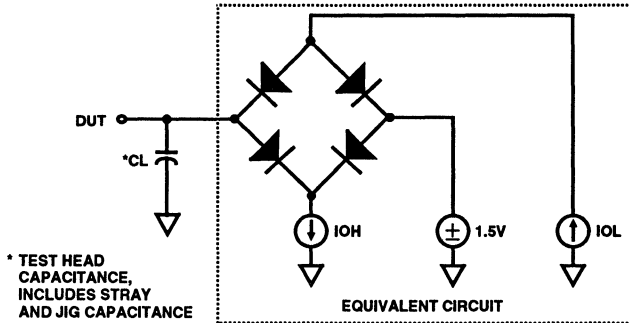 DUT
*CL
IOH
±
1.5V
IOL
* TEST HEAD
CAPACITANCE,
INCLUDES STRAY
AND JIG CAPACITANCE
EQUIVALENT CIRCUIT